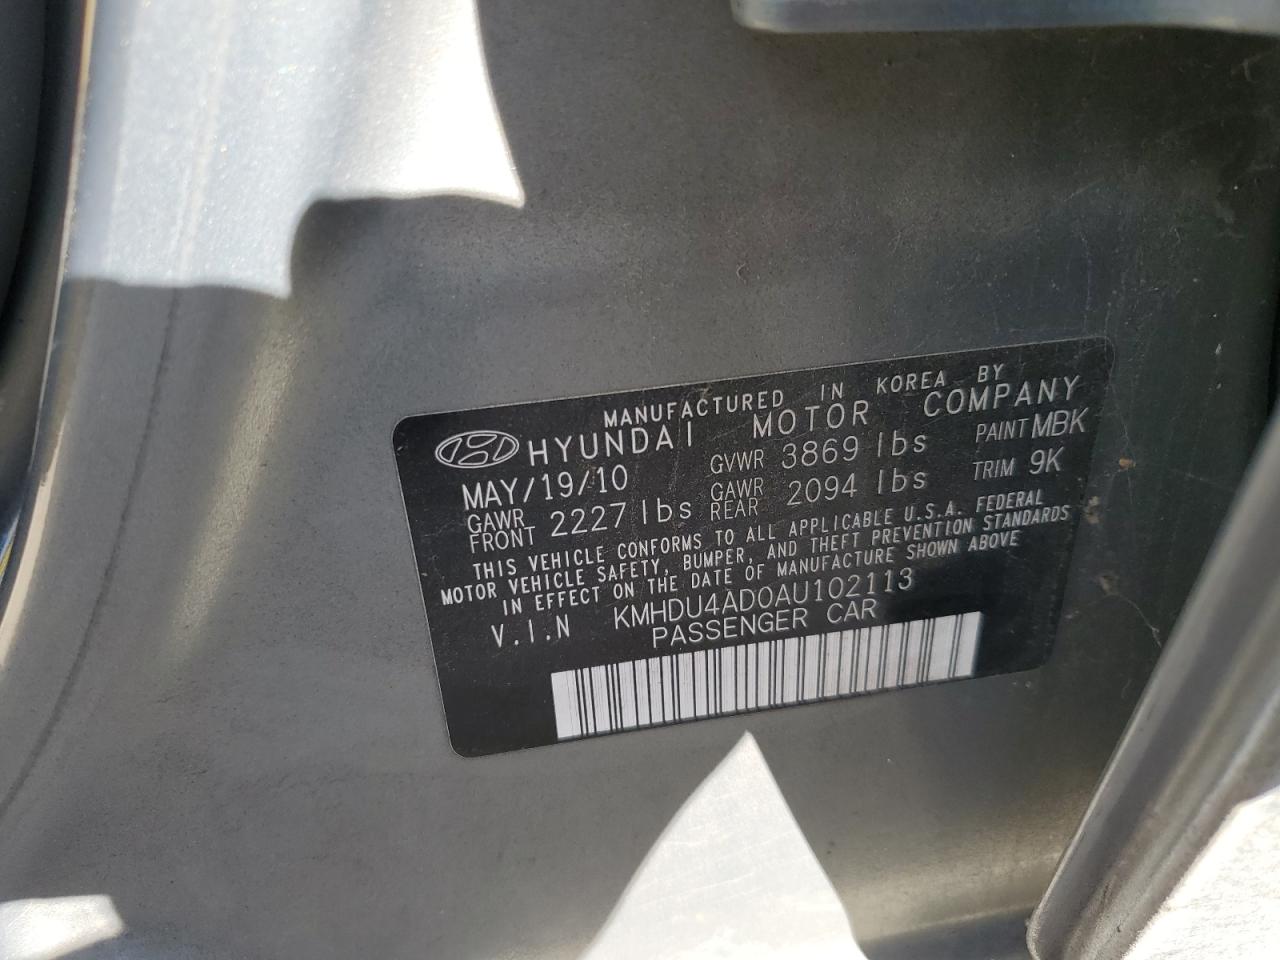 MANUFACTURED IN KOREA BY
HYUNDAI MOTOR COMPANY
MAY/19/10 GVWR 3869 lbs PAINT MBK
GAWR FRONT 2227 lbs GAWR REAR 2094 lbs TRIM 9K
THIS VEHICLE CONFORMS TO ALL APPLICABLE U.S.A. FEDERAL
MOTOR VEHICLE SAFETY, BUMPER, AND THEFT PREVENTION STANDARDS
IN EFFECT ON THE DATE OF MANUFACTURE SHOWN ABOVE
V.I.N KMHDU4AD0AU102113
PASSENGER CAR